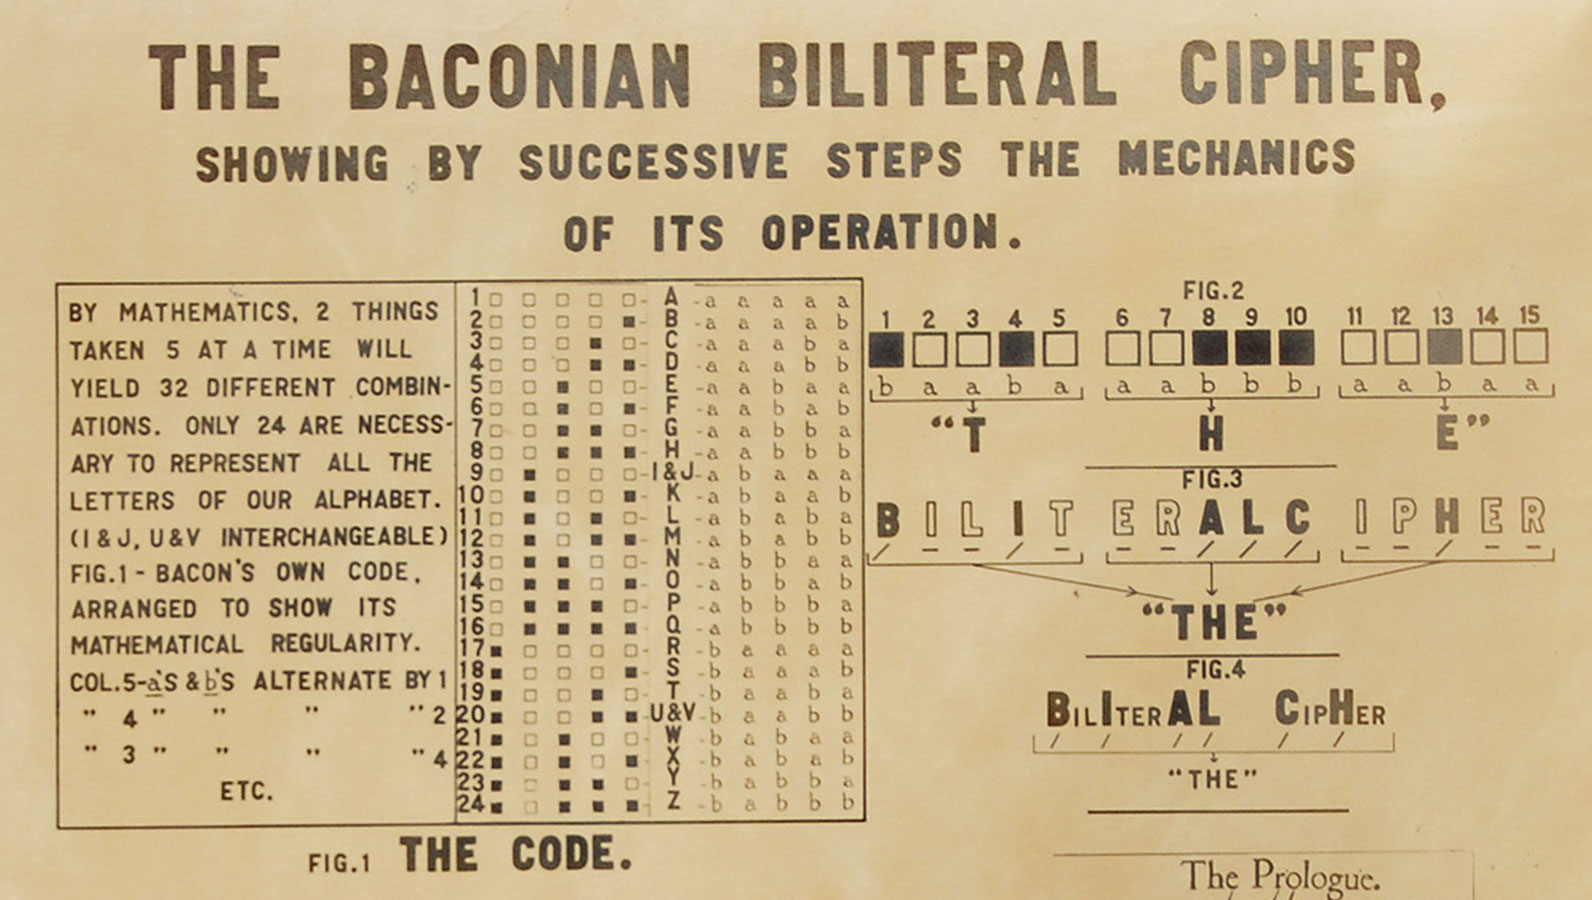 THE BACONIAN BILITERAL CIPHER,
SHOWING BY SUCCESSIVE STEPS THE MECHANICS
OF ITS OPERATION.
BY MATHEMATICS, 2 THINGS
TAKEN 5 AT A TIME WILL
YIELD 32 DIFFERENT COMBIN-
ATIONS. ONLY 24 ARE NECESS-
ARY TO REPRESENT ALL THE
LETTERS OF OUR ALPHABET.
(I & J, U & V INTERCHANGEABLE)
FIG.1 - BACON'S OWN CODE,
ARRANGED TO SHOW ITS
MATHEMATICAL REGULARITY.
COL.5-a'S & b'S ALTERNATE BY 1
" 4 " " " " 2
" 3 " " " " 4
ETC.
1 □ □ □ □ □ - A - a a a a a
2 □ □ □ □ ■ - B - a a a a b
3 □ □ □ ■ □ - C - a a a b a
4 □ □ □ ■ ■ - D - a a a b b
5 □ □ ■ □ □ - E - a a b a a
6 □ □ ■ □ ■ - F - a a b a b
7 □ □ ■ ■ □ - G - a a b b a
8 □ □ ■ ■ ■ - H - a a b b b
9 □ ■ □ □ □ - I & J - a b a a a
10 □ ■ □ □ ■ - K - a b a a b
11 □ ■ □ ■ □ - L - a b a b a
12 □ ■ □ ■ ■ - M - a b a b b
13 □ ■ ■ □ □ - N - a b b a a
14 □ ■ ■ □ ■ - O - a b b a b
15 □ ■ ■ ■ □ - P - a b b b a
16 □ ■ ■ ■ ■ - Q - a b b b b
17 ■ □ □ □ □ - R - b a a a a
18 ■ □ □ □ ■ - S - b a a a b
19 ■ □ □ ■ □ - T - b a a b a
20 ■ □ □ ■ ■ - U & V - b a a b b
21 ■ □ ■ □ □ - W - b a b a a
22 ■ □ ■ □ ■ - X - b a b a b
23 ■ □ ■ ■ □ - Y - b a b b a
24 ■ □ ■ ■ ■ - Z - b a b b b
FIG.1 THE CODE.
FIG.2
1 2 3 4 5 6 7 8 9 10 11 12 13 14 15
b a a b a a a b b b a a b a a
"T H E"
FIG.3
BILIT ERALC IPHER
/ – – / – – – / / / – – / – –
"THE"
FIG.4
BILITERAL CIPHER
/ / / / / /
"THE"
The Prologue.